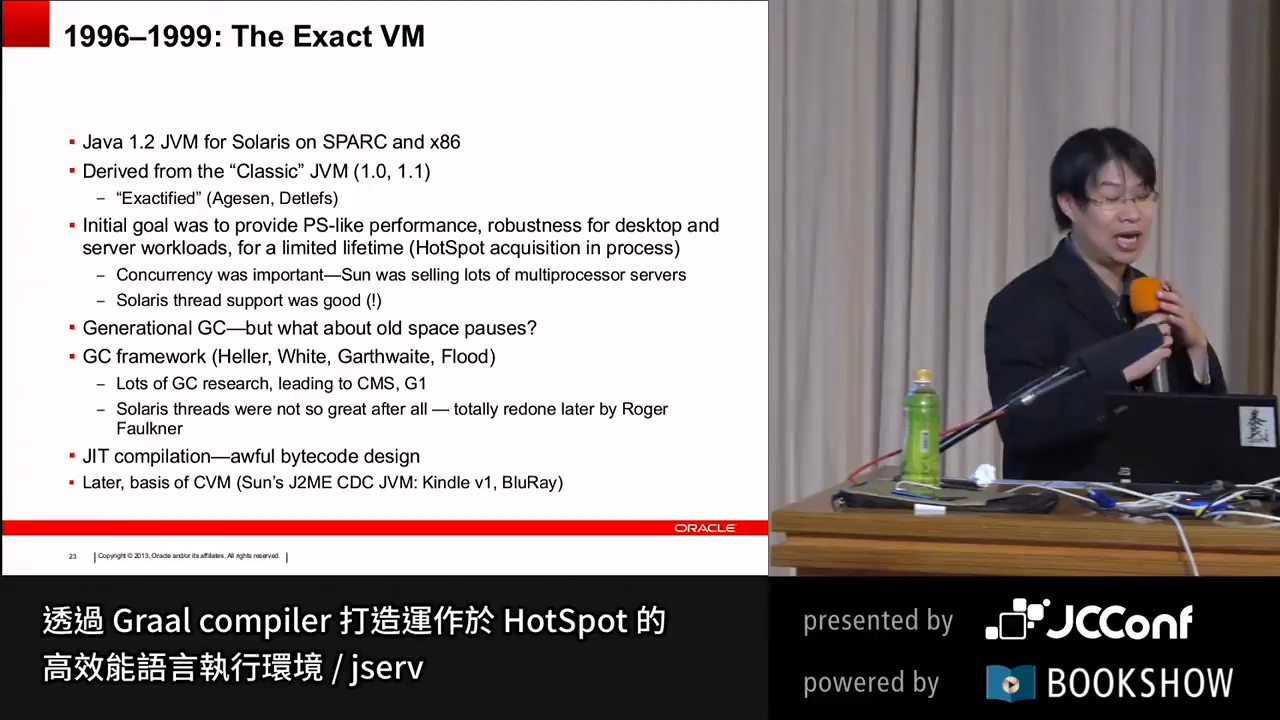 1996–1999: The Exact VM
Java 1.2 JVM for Solaris on SPARC and x86
Derived from the “Classic” JVM (1.0, 1.1)
– “Exactified” (Agesen, Detlefs)
Initial goal was to provide PS-like performance, robustness for desktop and
server workloads, for a limited lifetime (HotSpot acquisition in process)
– Concurrency was important—Sun was selling lots of multiprocessor servers
– Solaris thread support was good (!)
Generational GC—but what about old space pauses?
GC framework (Heller, White, Garthwaite, Flood)
– Lots of GC research, leading to CMS, G1
– Solaris threads were not so great after all — totally redone later by Roger
Faulkner
JIT compilation—awful bytecode design
Later, basis of CVM (Sun’s J2ME CDC JVM: Kindle v1, BluRay)
ORACLE
23 Copyright © 2013, Oracle and/or its affiliates. All rights reserved.
透過 Graal compiler 打造運作於 HotSpot 的
高效能語言執行環境 / jserv
presented by JCConf
powered by BOOKSHOW